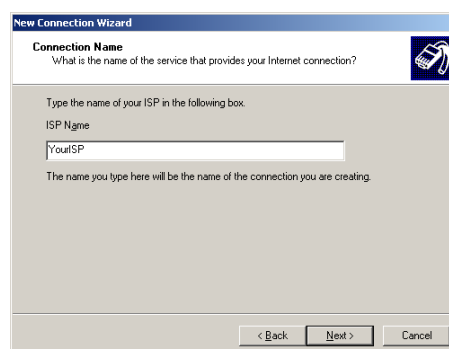 New Connection Wizard
Connection Name
What is the name of the service that provides your Internet connection?
Type the name of your ISP in the following box.
ISP Name
YourISP
The name you type here will be the name of the connection you are creating.
< Back Next > Cancel